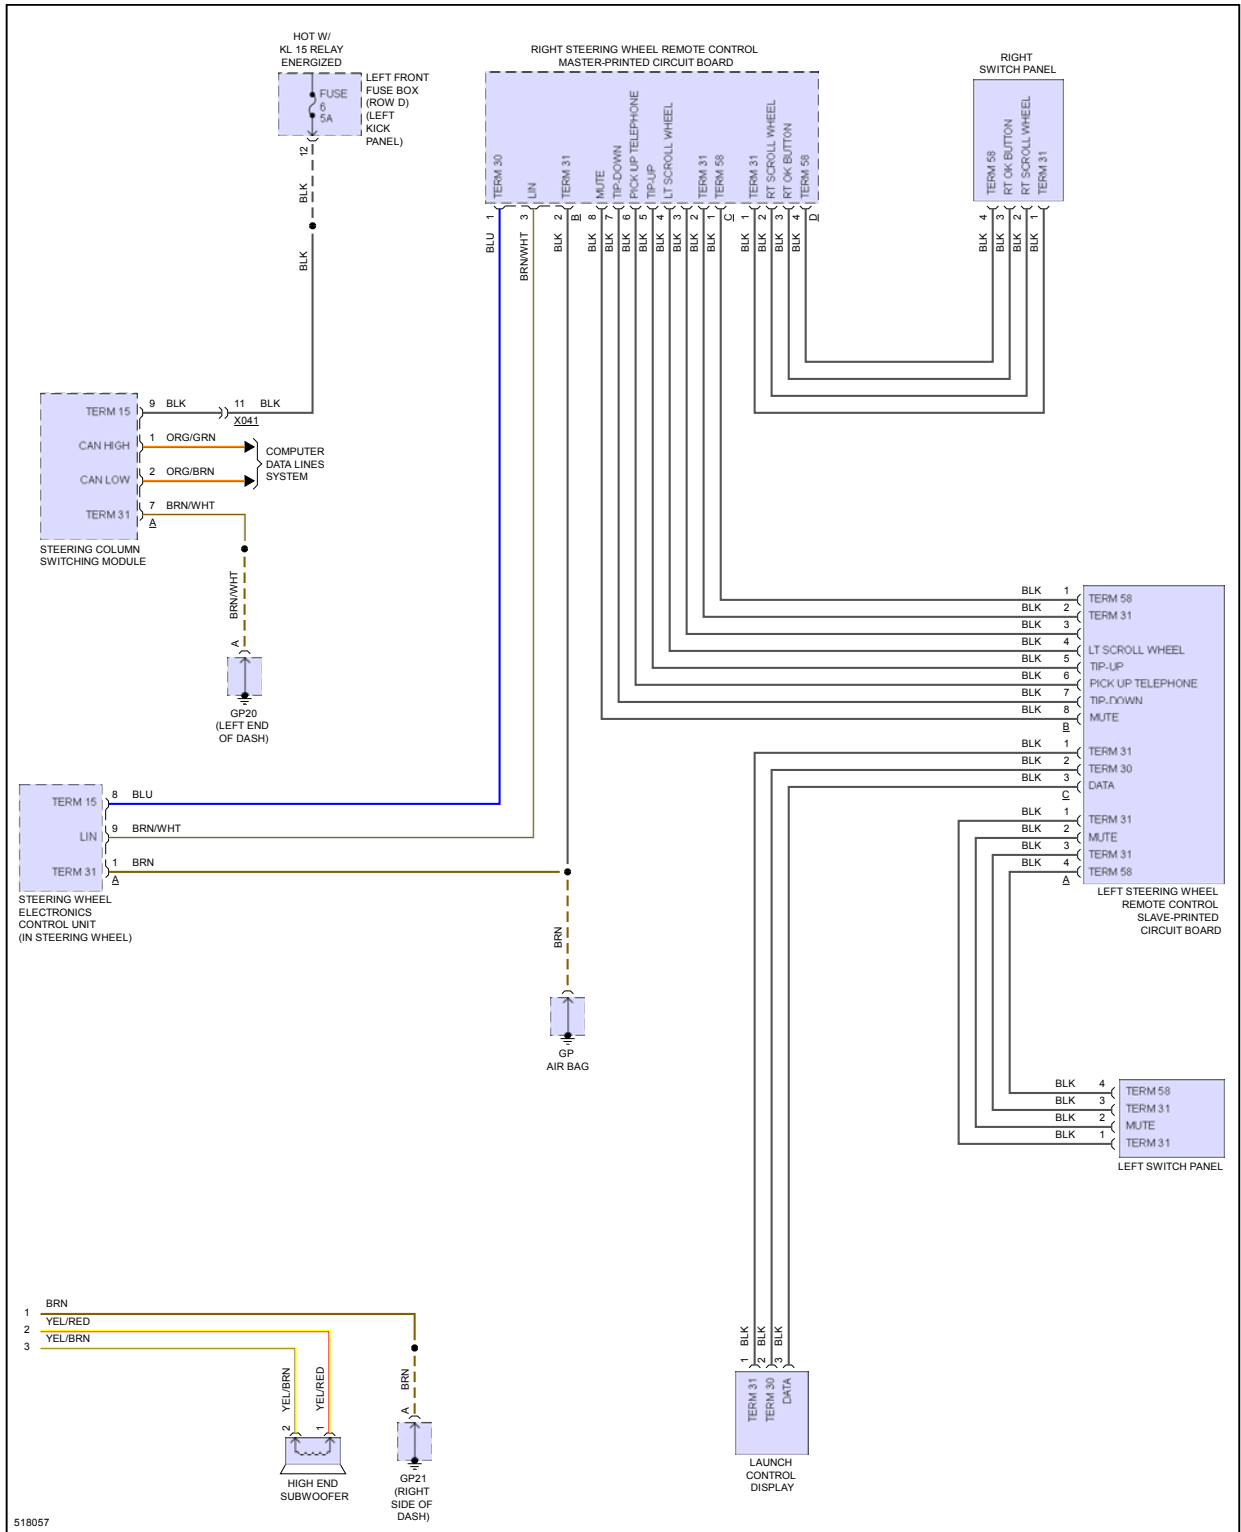 HOT W/
KL 15 RELAY
ENERGIZED
FUSE
6
5A
LEFT FRONT
FUSE BOX
(ROW D)
(LEFT
KICK
PANEL)
12
BLK
BLK
RIGHT STEERING WHEEL REMOTE CONTROL
MASTER-PRINTED CIRCUIT BOARD
TERM 30
LIN
TERM 31
MUTE
TIP-DOWN
PICK UP TELEPHONE
TIP-UP
LT SCROLL WHEEL
TERM 31
TERM 58
TERM 31
RT SCROLL WHEEL
RT OK BUTTON
TERM 58
1
3
2
B
8
7
6
5
4
3
2
1
C
1
2
3
4
D
BLU
BRN/WHT
BLK
BLK
BLK
BLK
BLK
BLK
BLK
BLK
BLK
BLK
BLK
BLK
BLK
RIGHT
SWITCH PANEL
TERM 58
RT OK BUTTON
RT SCROLL WHEEL
TERM 31
4
3
2
1
BLK
BLK
BLK
BLK
TERM 15
9 BLK
11 BLK
X041
CAN HIGH
1 ORG/GRN
CAN LOW
2 ORG/BRN
COMPUTER
DATA LINES
SYSTEM
TERM 31
7 BRN/WHT
A
STEERING COLUMN
SWITCHING MODULE
BRN/WHT
A
GP20
(LEFT END
OF DASH)
BLK 1 TERM 58
BLK 2 TERM 31
BLK 3
BLK 4 LT SCROLL WHEEL
BLK 5 TIP-UP
BLK 6 PICK UP TELEPHONE
BLK 7 TIP-DOWN
BLK 8 MUTE
B
BLK 1 TERM 31
BLK 2 TERM 30
BLK 3 DATA
C
BLK 1 TERM 31
BLK 2 MUTE
BLK 3 TERM 31
BLK 4 TERM 58
A
LEFT STEERING WHEEL
REMOTE CONTROL
SLAVE-PRINTED
CIRCUIT BOARD
TERM 15 8 BLU
LIN 9 BRN/WHT
TERM 31 1 BRN
A
STEERING WHEEL
ELECTRONICS
CONTROL UNIT
(IN STEERING WHEEL)
BRN
GP
AIR BAG
BLK 4 TERM 58
BLK 3 TERM 31
BLK 2 MUTE
BLK 1 TERM 31
LEFT SWITCH PANEL
1 BRN
2 YEL/RED
3 YEL/BRN
YEL/BRN
YEL/RED
2
1
HIGH END
SUBWOOFER
BRN
A
GP21
(RIGHT
SIDE OF
DASH)
BLK
BLK
BLK
1
2
3
TERM 31
TERM 30
DATA
LAUNCH
CONTROL
DISPLAY
518057